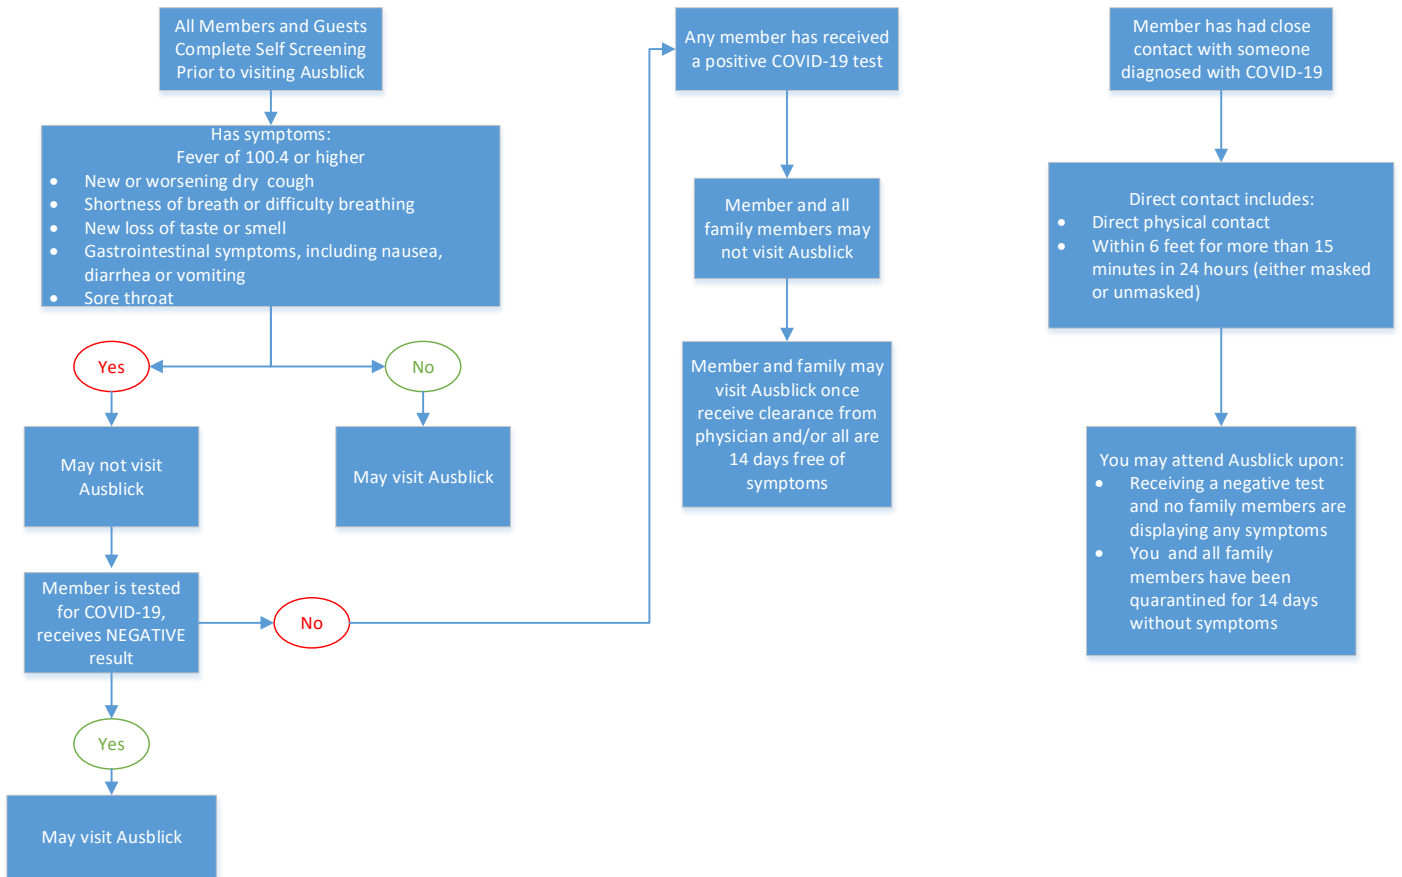 All Members and Guests
Complete Self Screening
Prior to visiting Ausblick
Has symptoms:
Fever of 100.4 or higher
• New or worsening dry  cough
• Shortness of breath or difficulty breathing
• New loss of taste or smell
• Gastrointestinal symptoms, including nausea,
diarrhea or vomiting
• Sore throat
Yes
No
May not visit
Ausblick
May visit Ausblick
Member is tested
for COVID-19,
receives NEGATIVE
result
No
Yes
May visit Ausblick
Any member has received
a positive COVID-19 test
Member and all
family members may
not visit Ausblick
Member and family may
visit Ausblick once
receive clearance from
physician and/or all are
14 days free of
symptoms
Member has had close
contact with someone
diagnosed with COVID-19
Direct contact includes:
• Direct physical contact
• Within 6 feet for more than 15
minutes in 24 hours (either masked
or unmasked)
You may attend Ausblick upon:
• Receiving a negative test
and no family members are
displaying any symptoms
• You  and all family
members have been
quarantined for 14 days
without symptoms